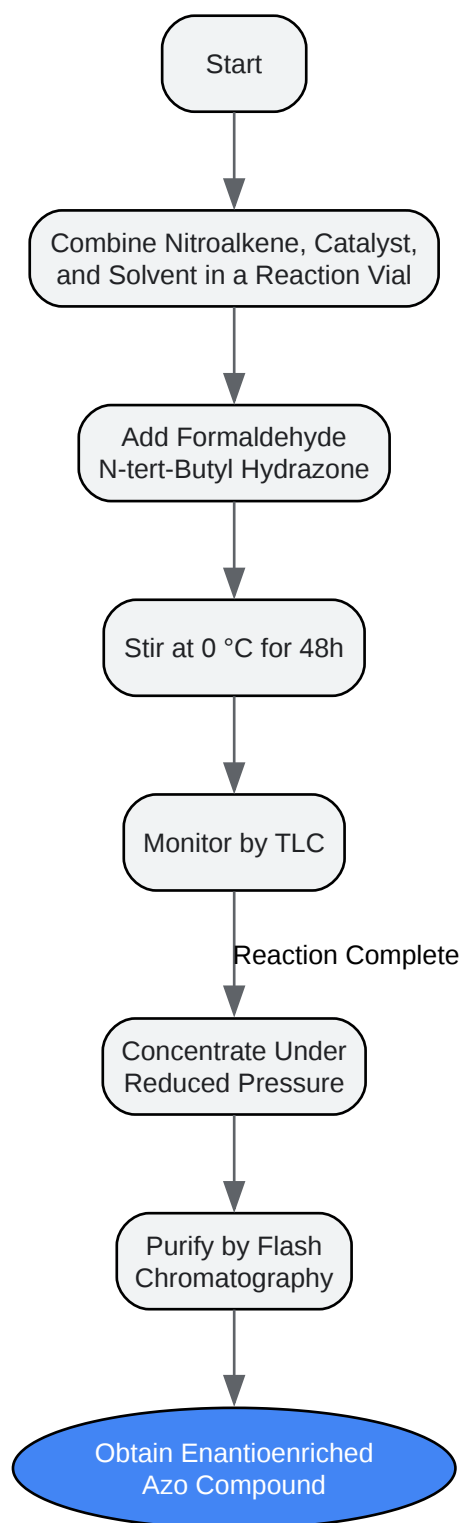 Start
Combine Nitroalkene, Catalyst,
and Solvent in a Reaction Vial
Add Formaldehyde
N-tert-Butyl Hydrazone
Stir at 0 °C for 48h
Monitor by TLC
Reaction Complete
Concentrate Under
Reduced Pressure
Purify by Flash
Chromatography
Obtain Enantioenriched
Azo Compound